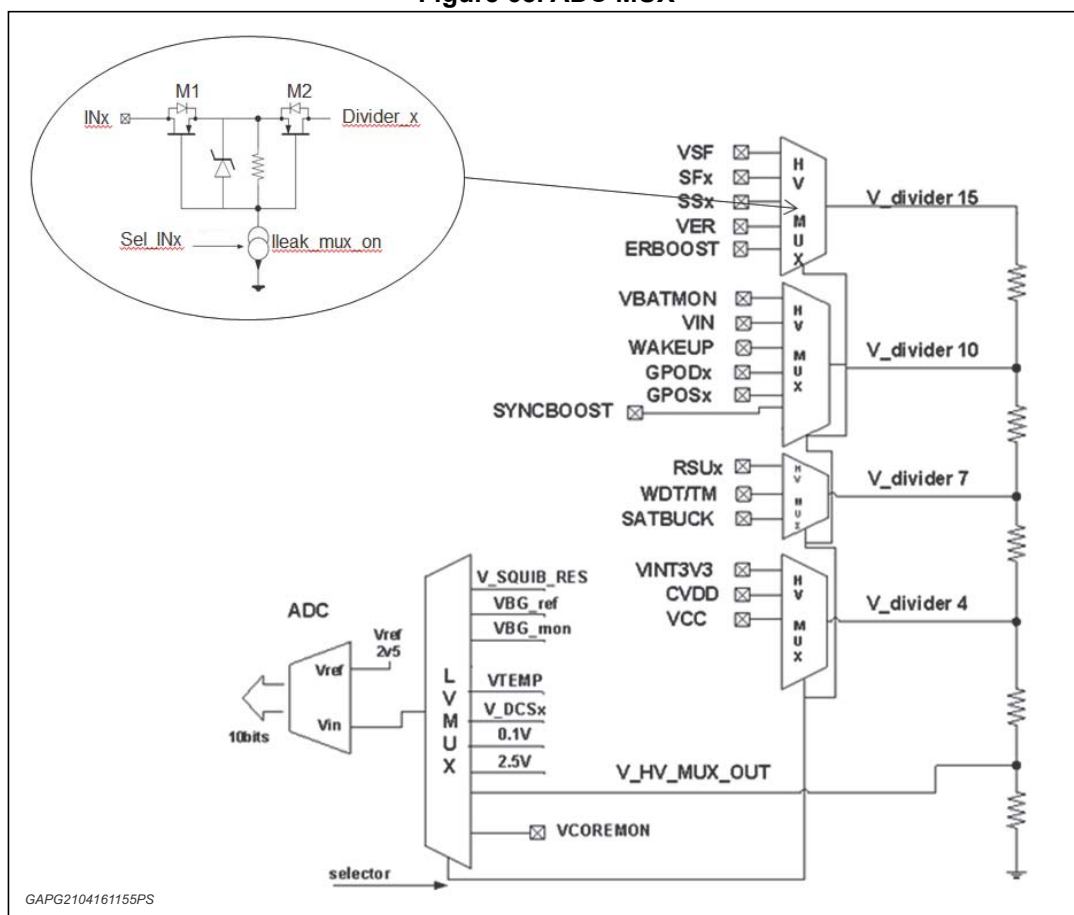 Figure 66. ADC MUX
M1
M2
INx
Divider_x
Sel_INx
Ileak_mux_on
VSF
SFx
SSx
VER
ERBOOST
HV MUX
V_divider 15
VBATMON
VIN
WAKEUP
GPODx
GPOSx
SYNCBOOST
HV MUX
V_divider 10
RSUx
WDT/TM
SATBUCK
HV MUX
V_divider 7
VINT3V3
CVDD
VCC
HV MUX
V_divider 4
ADC
Vref
2v5
Vref
Vin
10bits
LVMUX
V_SQUIB_RES
VBG_ref
VBG_mon
VTEMP
V_DCSx
0.1V
2.5V
V_HV_MUX_OUT
VCOREMON
selector
GAPG2104161155PS